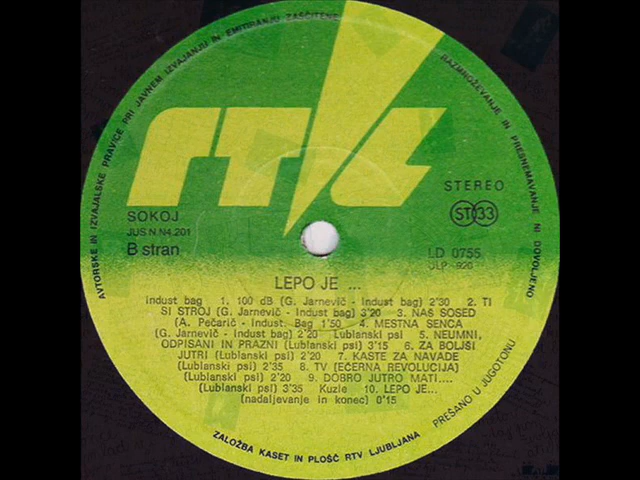 AVTORSKE IN IZVAJALSKE PRAVICE PRI JAVNEM IZVAJANJU IN EMITIRANJU ZAŠČITENE
RAZMNOŽEVANJE IN PRESNEMAVANJE NI DOVOLJENO
STEREO
SOKOJ
ST 33
JUS N.N4.201
B stran
LD 0755
ULP 920
LEPO JE ...
indust bag 1. 100 dB (G. Jarnevič - Indust bag) 2'30 2. TI
SI STROJ (G. Jarnevič - Indust bag) 3'20 3. NAŠ SOSED
(A. Pečarič - Indust. Bag 1'50 4. MESTNA SENCA
(G. Jarnevič - Indust bag) 2'20 Lublanski psi 5. NEUMNI,
ODPISANI IN PRAZNI (Lublanski psi) 3'15 6. ZA BOLJŠI
JUTRI (Lublanski psi) 2'20 7. KASTE ZA NAVADE
(Lublanski psi) 2'35 8. TV (EČERNA REVOLUCIJA)
(Lublanski psi) 2'20 9. DOBRO JUTRO MATI....
(Lublanski psi) 3'35 Kuzle 10. LEPO JE...
(nadaljevanje in konec) 0'15
PREŠANO U JUGOTONU
ZALOŽBA KASET IN PLOŠČ RTV LJUBLJANA